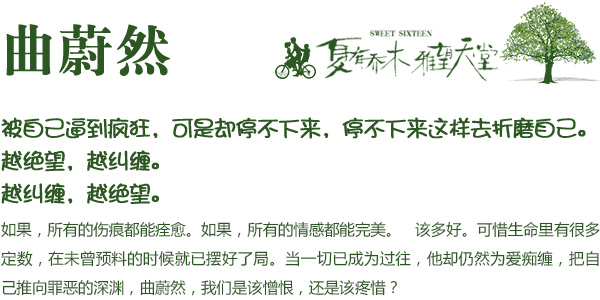 曲蔚然
SWEET SIXTEEN
夏有乔木 雅望天堂
被自己逼到疯狂，可是却停不下来，停不下来这样去折磨自己。
越绝望，越纠缠。
越纠缠，越绝望。
如果，所有的伤痕都能痊愈。如果，所有的情感都能完美。　该多好。可惜生命里有很多
定数，在未曾预料的时候就已摆好了局。当一切已成为过往，他却仍然为爱痴缠，把自
己推向罪恶的深渊，曲蔚然，我们是该憎恨，还是该疼惜？